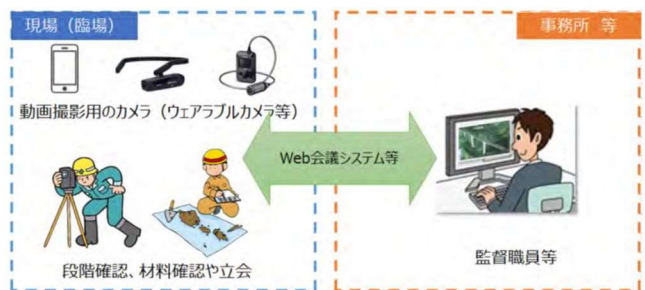 現場（臨場）
事務所 等
動画撮影用のカメラ（ウェアラブルカメラ等）
Web会議システム等
段階確認、材料確認や立会
監督職員等